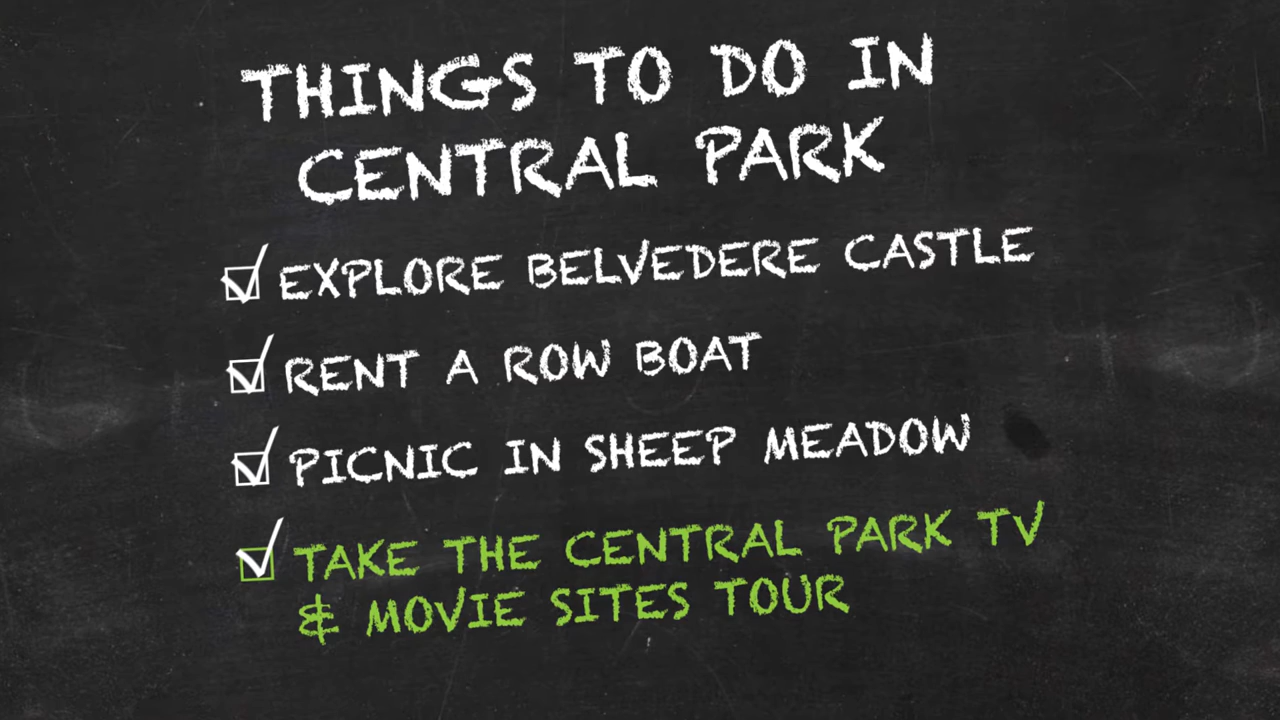 THINGS TO DO IN
CENTRAL PARK
EXPLORE BELVEDERE CASTLE
RENT A ROW BOAT
PICNIC IN SHEEP MEADOW
TAKE THE CENTRAL PARK TV
& MOVIE SITES TOUR